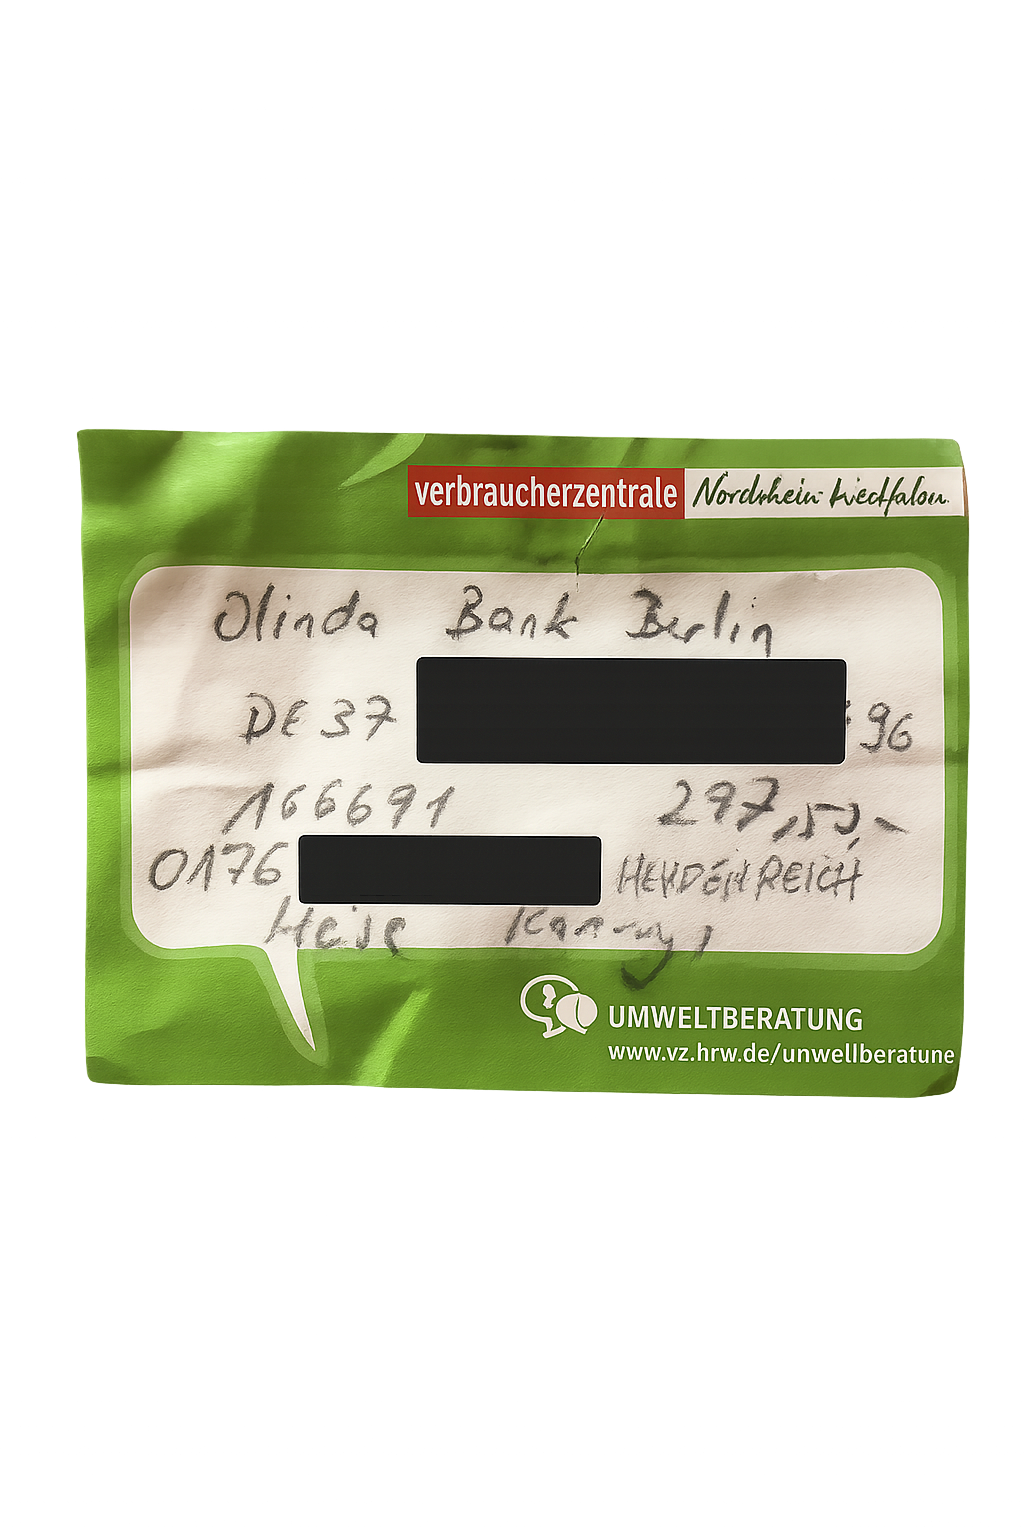 verbraucherzentrale Nordrhein-Westfalen
Olinda Bank Berlin
DE 37 96
166691 297,50,-
0176 HEYDENREICH
Heise
UMWELTBERATUNG
www.vz.hrw.de/unwellberatune